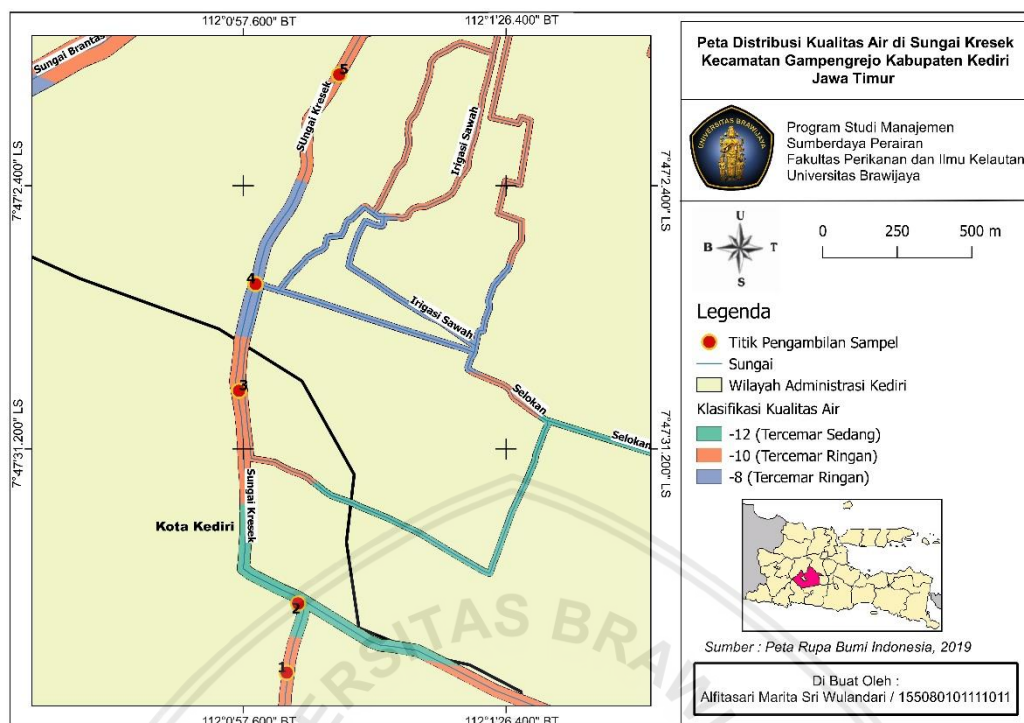 112°0'57.600" BT
112°1'26.400" BT
Sungai Brantas
5
SUngai Kresek
Irigasi Sawah
7°47'2.400" LS
7°47'2.400" LS
4
Irigasi Sawah
3
Selokan
Selokan
7°47'31.200" LS
7°47'31.200" LS
Sungai Kresek
Kota Kediri
2
1
112°0'57.600" BT
112°1'26.400" BT
Peta Distribusi Kualitas Air di Sungai Kresek
Kecamatan Gampengrejo Kabupaten Kediri
Jawa Timur
UNIVERSITAS BRAWIJAYA
Program Studi Manajemen
Sumberdaya Perairan
Fakultas Perikanan dan Ilmu Kelautan
Universitas Brawijaya
U
B T
S
0 250 500 m
Legenda
Titik Pengambilan Sampel
Sungai
Wilayah Administrasi Kediri
Klasifikasi Kualitas Air
-12 (Tercemar Sedang)
-10 (Tercemar Ringan)
-8 (Tercemar Ringan)
Sumber : Peta Rupa Bumi Indonesia, 2019
Di Buat Oleh :
Alfitasari Marita Sri Wulandari / 155080101111011